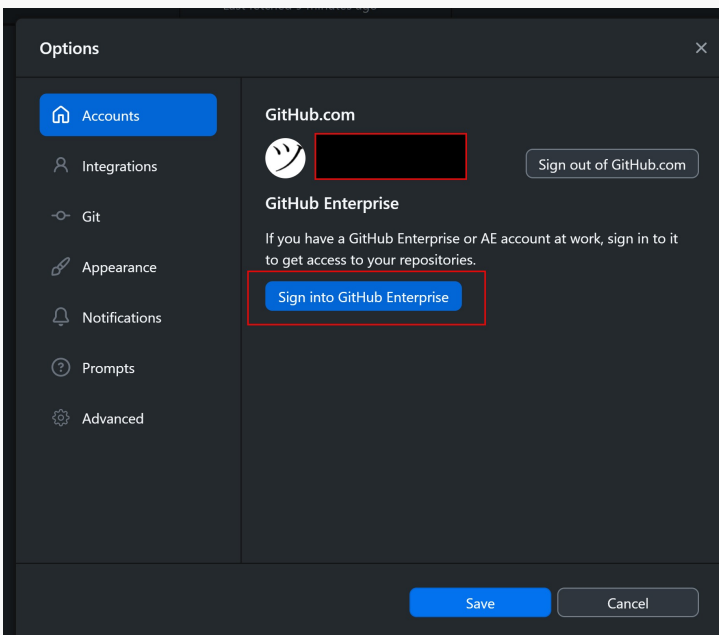 Options
Accounts
Integrations
Git
Appearance
Notifications
Prompts
Advanced
GitHub.com
ツ
Sign out of GitHub.com
GitHub Enterprise
If you have a GitHub Enterprise or AE account at work, sign in to it
to get access to your repositories.
Sign into GitHub Enterprise
Save
Cancel